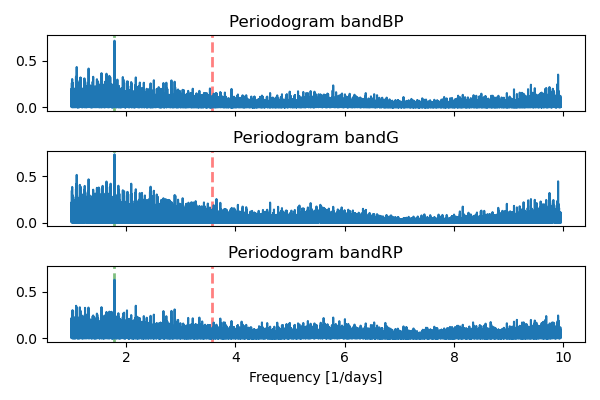 Periodogram bandBP
0.5
0.0
Periodogram bandG
0.5
0.0
Periodogram bandRP
0.5
0.0
2 4 6 8 10
Frequency [1/days]